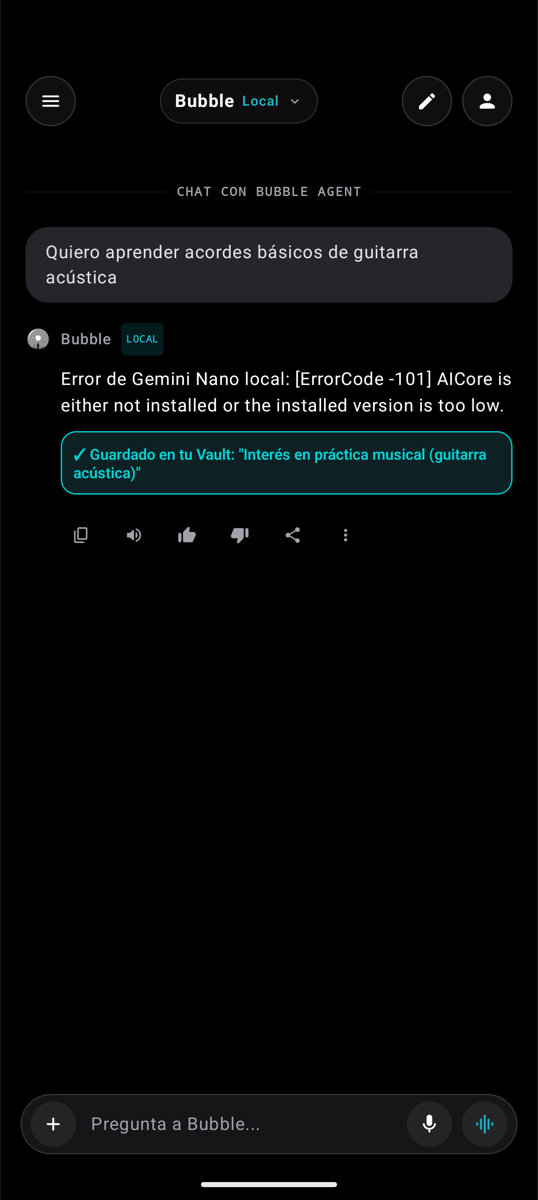 Bubble Local
CHAT CON BUBBLE AGENT
Quiero aprender acordes básicos de guitarra
acústica
Bubble LOCAL
Error de Gemini Nano local: [ErrorCode -101] AICore is
either not installed or the installed version is too low.
✓ Guardado en tu Vault: "Interés en práctica musical (guitarra
acústica)"
Pregunta a Bubble...